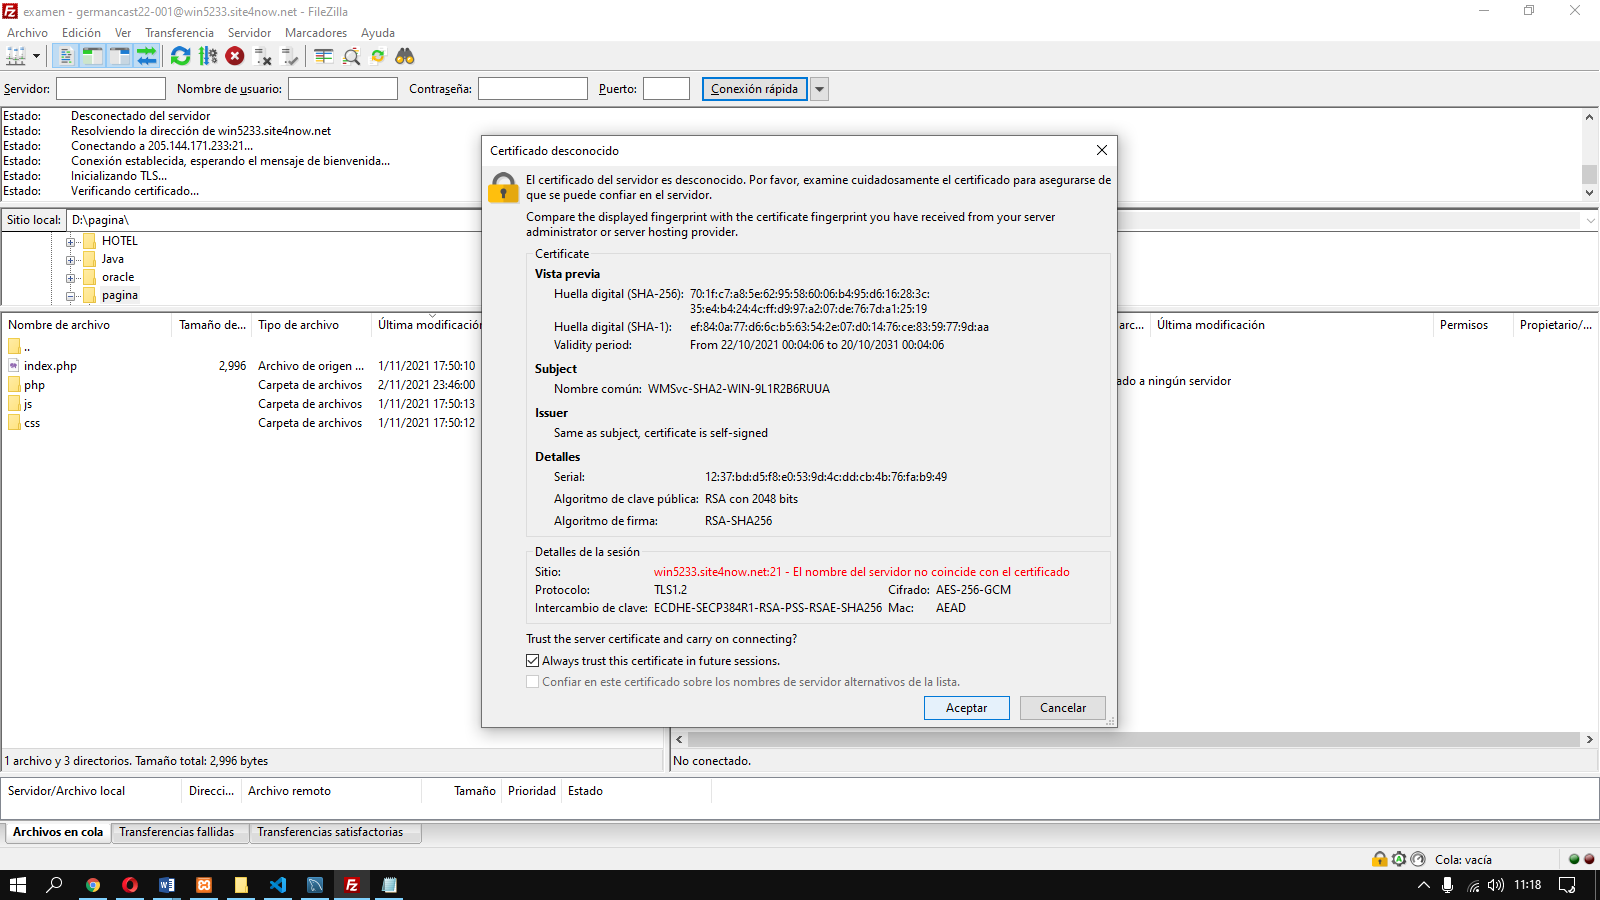 examen - germancast22-001@win5233.site4now.net - FileZilla
Archivo Edición Ver Transferencia Servidor Marcadores Ayuda
Servidor: Nombre de usuario: Contraseña: Puerto: Conexión rápida
Estado: Desconectado del servidor
Estado: Resolviendo la dirección de win5233.site4now.net
Estado: Conectando a 205.144.171.233:21...
Estado: Conexión establecida, esperando el mensaje de bienvenida...
Estado: Inicializando TLS...
Estado: Verificando certificado...
Sitio local: D:\pagina\
HOTEL
Java
oracle
pagina
Nombre de archivo Tamaño de... Tipo de archivo Última modificació
..
index.php 2,996 Archivo de origen ... 1/11/2021 17:50:10
php Carpeta de archivos 2/11/2021 23:46:00
js Carpeta de archivos 1/11/2021 17:50:13
css Carpeta de archivos 1/11/2021 17:50:12
1 archivo y 3 directorios. Tamaño total: 2,996 bytes
Certificado desconocido
El certificado del servidor es desconocido. Por favor, examine cuidadosamente el certificado para asegurarse de
que se puede confiar en el servidor.
Compare the displayed fingerprint with the certificate fingerprint you have received from your server
administrator or server hosting provider.
Certificate
Vista previa
Huella digital (SHA-256): 70:1f:c7:a8:5e:62:95:58:60:06:b4:95:d6:16:28:3c:
35:e4:b4:24:4c:ff:d9:97:a2:07:de:76:7d:a1:25:19
Huella digital (SHA-1): ef:84:0a:77:d6:6c:b5:63:54:2e:07:d0:14:76:ce:83:59:77:9d:aa
Validity period: From 22/10/2021 00:04:06 to 20/10/2031 00:04:06
Subject
Nombre común: WMSvc-SHA2-WIN-9L1R2B6RUUA
Issuer
Same as subject, certificate is self-signed
Detalles
Serial: 12:37:bd:d5:f8:e0:53:9d:4c:dd:cb:4b:76:fa:b9:49
Algoritmo de clave pública: RSA con 2048 bits
Algoritmo de firma: RSA-SHA256
Detalles de la sesión
Sitio: win5233.site4now.net:21 - El nombre del servidor no coincide con el certificado
Protocolo: TLS1.2 Cifrado: AES-256-GCM
Intercambio de clave: ECDHE-SECP384R1-RSA-PSS-RSAE-SHA256 Mac: AEAD
Trust the server certificate and carry on connecting?
Always trust this certificate in future sessions.
Confiar en este certificado sobre los nombres de servidor alternativos de la lista.
Aceptar Cancelar
arc... Última modificación Permisos Propietario/...
ado a ningún servidor
No conectado.
Servidor/Archivo local Direcci... Archivo remoto Tamaño Prioridad Estado
Archivos en cola Transferencias fallidas Transferencias satisfactorias
Cola: vacía
11:18